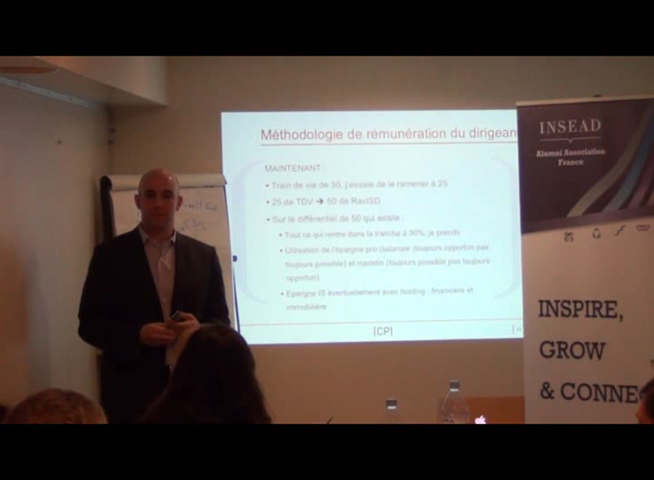 Méthodologie de rémunération du dirigean
MAINTENANT :
• Train de vie de 30, j'essaie de le ramener à 25
• 25 de TDV → 50 de RavISG
• Sur le différentiel de 50 qui existe :
• Tout ce qui rentre dans la tranche à 30%, je prends
• Utilisation de l'épargne pro (salariale (toujours opportun pas
toujours possible) et madelin (toujours possible pas toujours
opportun)
• Epargne IS éventuellement avec holding : financière et
immobilière
[CP]
INSEAD
Alumni Association
France
INSPIRE,
GROW
& CONNE